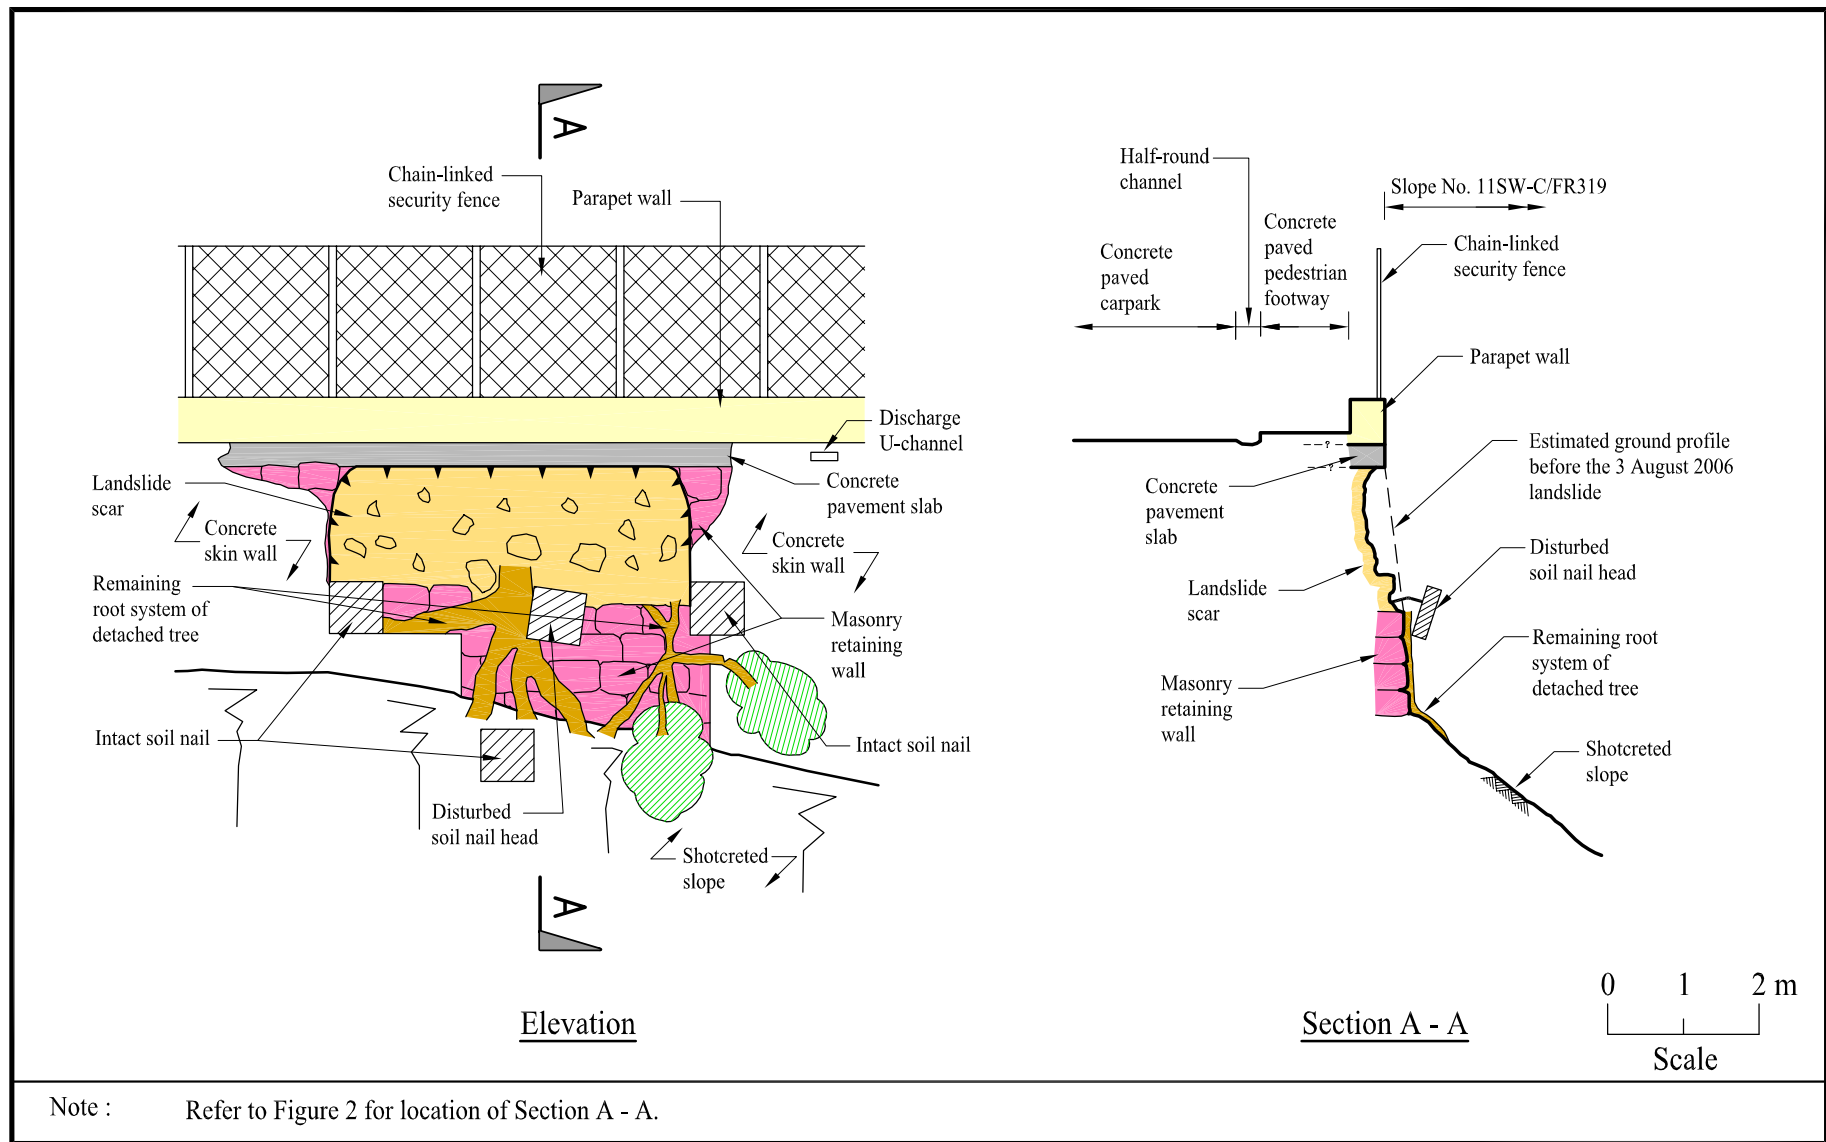 A
Chain-linked
security fence
Parapet wall
Discharge
U-channel
Landslide
scar
Concrete
pavement slab
Concrete
skin wall
Concrete
skin wall
Remaining
root system of
detached tree
Masonry
retaining
wall
Intact soil nail
Intact soil nail
Disturbed
soil nail head
Shotcreted
slope
A
Elevation
Half-round
channel
Slope No. 11SW-C/FR319
Concrete
paved
pedestrian
footway
Concrete
paved
carpark
Chain-linked
security fence
Parapet wall
?
?
Estimated ground profile
before the 3 August 2006
landslide
Concrete
pavement
slab
Disturbed
soil nail head
Landslide
scar
Remaining root
system of
detached tree
Masonry
retaining
wall
Shotcreted
slope
Section A - A
0 1 2 m
Scale
Note : Refer to Figure 2 for location of Section A - A.